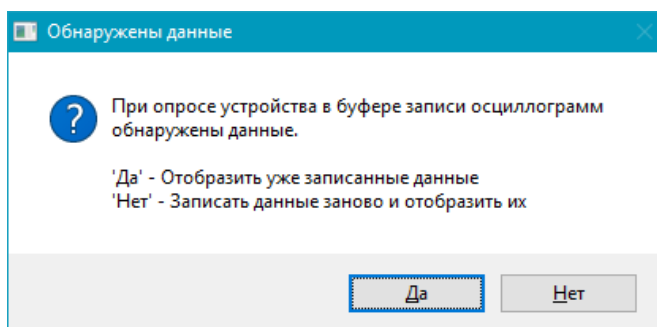 Обнаружены данные
При опросе устройства в буфере записи осциллограмм
обнаружены данные.
'Да' - Отобразить уже записанные данные
'Нет' - Записать данные заново и отобразить их
Да
Нет